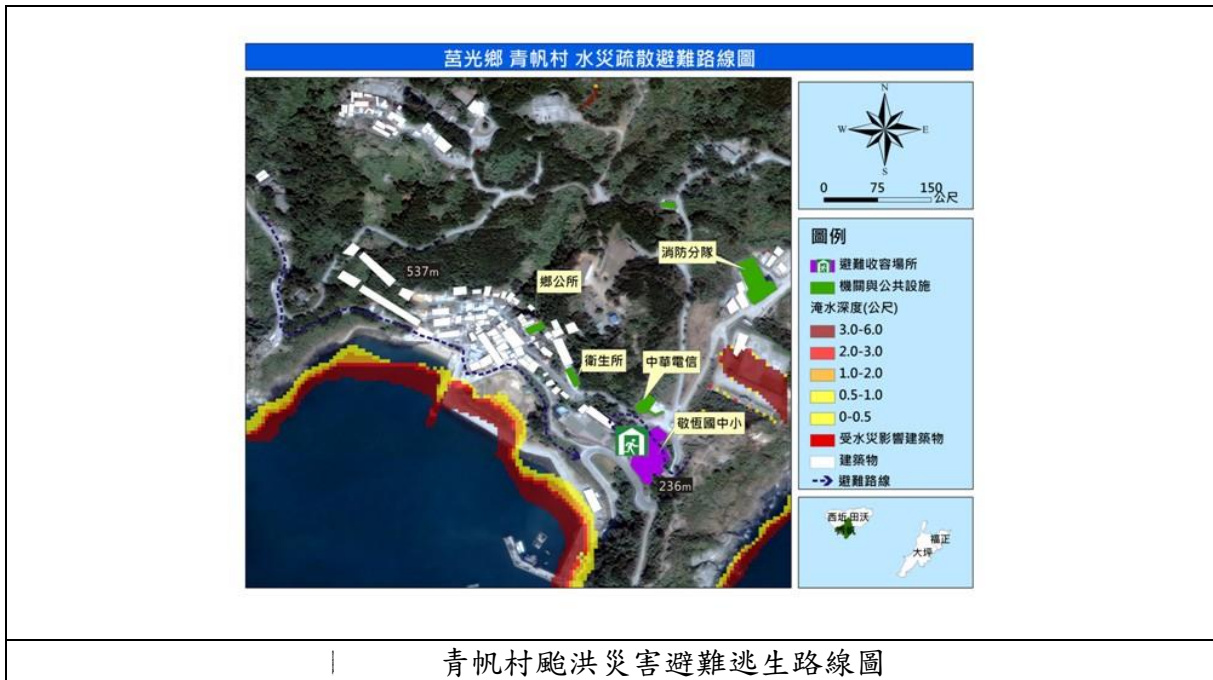 莒光鄉 青帆村 水災疏散避難路線圖
537m
鄉公所
消防分隊
衛生所
中華電信
敬恆國中小
236m
N
W
E
S
0 75 150
公尺
圖例
避難收容場所
機關與公共設施
淹水深度(公尺)
3.0-6.0
2.0-3.0
1.0-2.0
0.5-1.0
0-0.5
受水災影響建築物
建築物
避難路線
西坵 田沃
青帆
福正
大坪
青帆村颱洪災害避難逃生路線圖